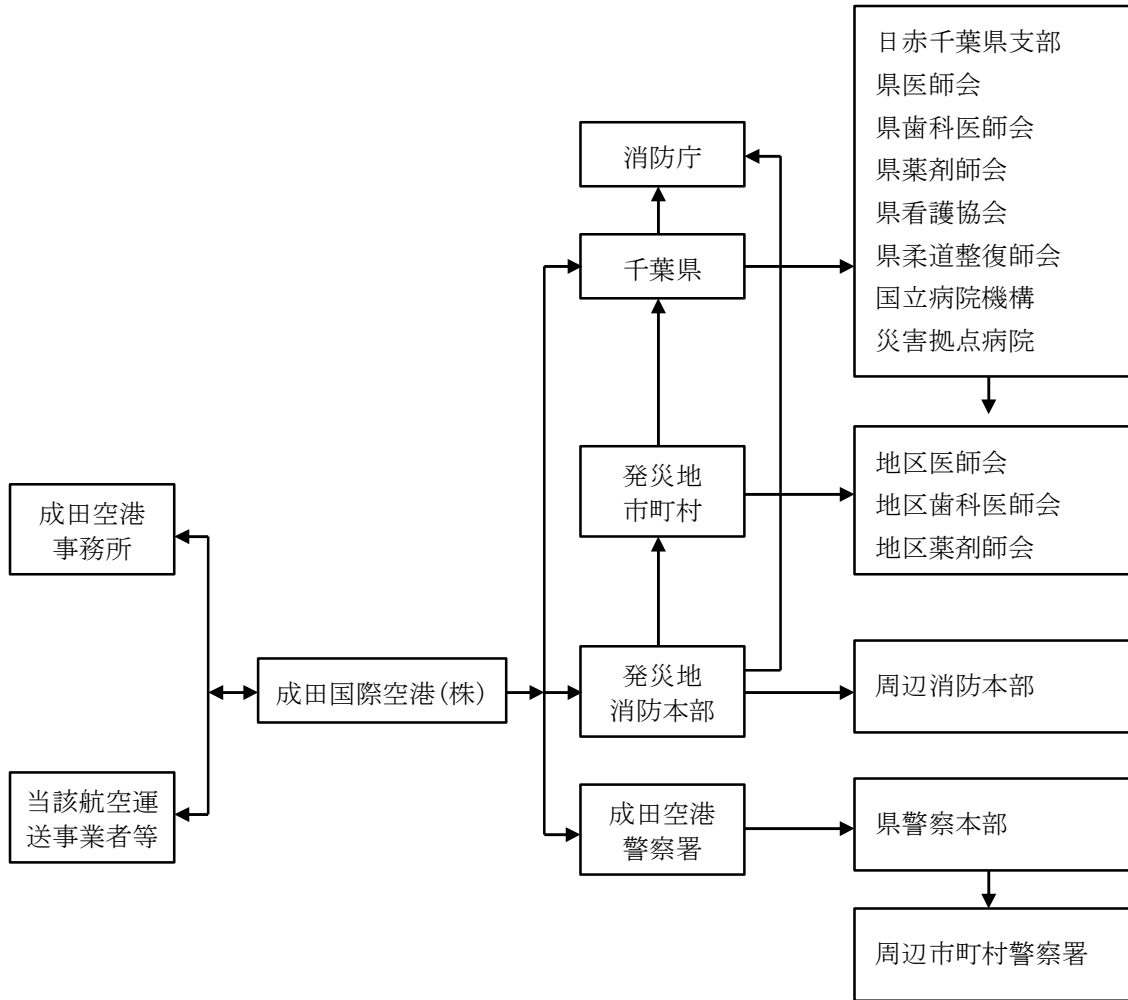 日赤千葉県支部
県医師会
県歯科医師会
県薬剤師会
県看護協会
県柔道整復師会
国立病院機構
災害拠点病院
消防庁
千葉県
発災地
市町村
地区医師会
地区歯科医師会
地区薬剤師会
成田空港
事務所
成田国際空港(株)
発災地
消防本部
周辺消防本部
当該航空運
送事業者等
成田空港
警察署
県警察本部
周辺市町村警察署